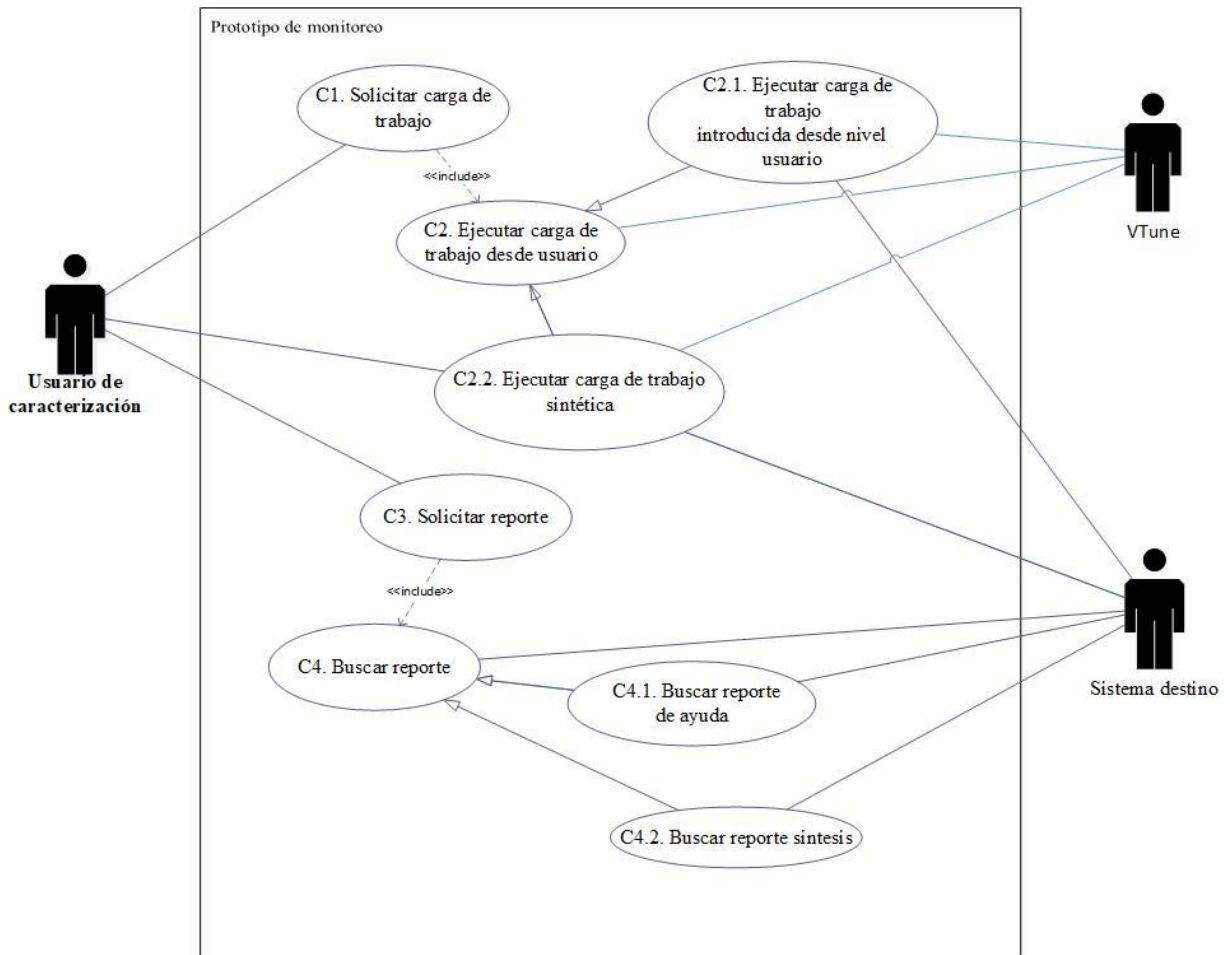 Prototipo de monitoreo
C1. Solicitar carga de
trabajo
C2.1. Ejecutar carga de
trabajo
introducida desde nivel
usuario
<<include>>
C2. Ejecutar carga de
trabajo desde usuario
VTune
Usuario de
caracterización
C2.2. Ejecutar carga de trabajo
sintética
C3. Solicitar reporte
<<include>>
C4. Buscar reporte
C4.1. Buscar reporte
de ayuda
Sistema destino
C4.2. Buscar reporte sintesis